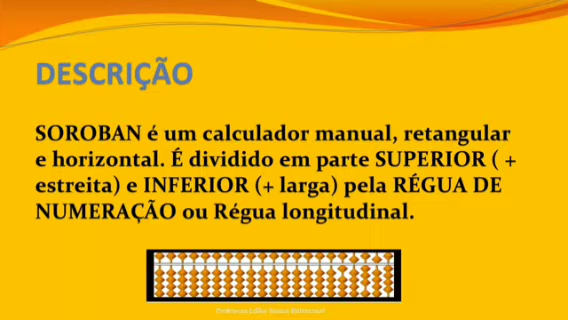 DESCRIÇÃO
SOROBAN é um calculador manual, retangular
e horizontal. É dividido em parte SUPERIOR ( +
estreita) e INFERIOR (+ larga) pela RÉGUA DE
NUMERAÇÃO ou Régua longitudinal.